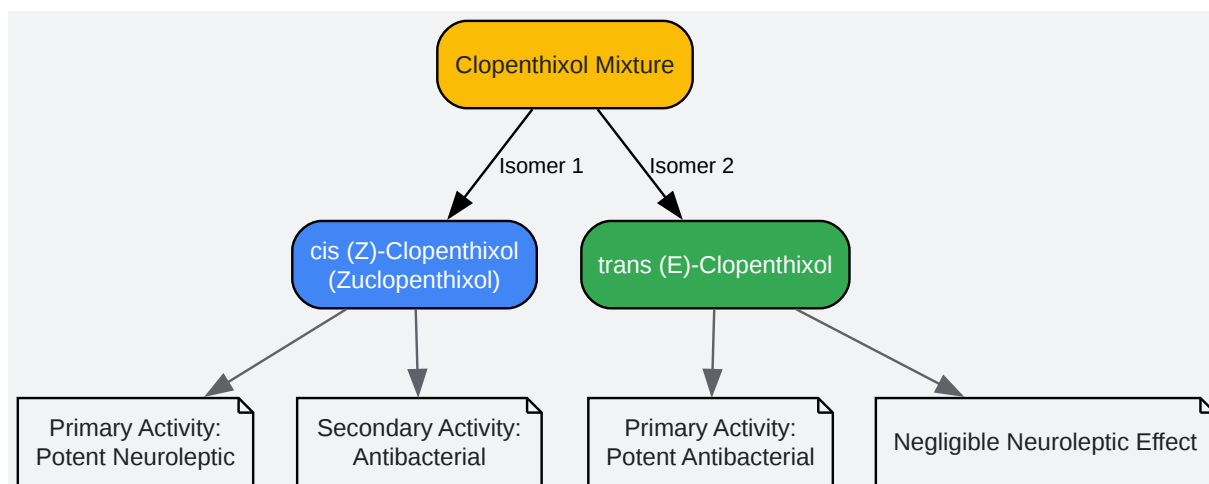 Clopenthixol Mixture
Isomer 1
Isomer 2
cis (Z)-Clopenthixol
(Zuclopenthixol)
trans (E)-Clopenthixol
Primary Activity:
Potent Neuroleptic
Secondary Activity:
Antibacterial
Primary Activity:
Potent Antibacterial
Negligible Neuroleptic Effect